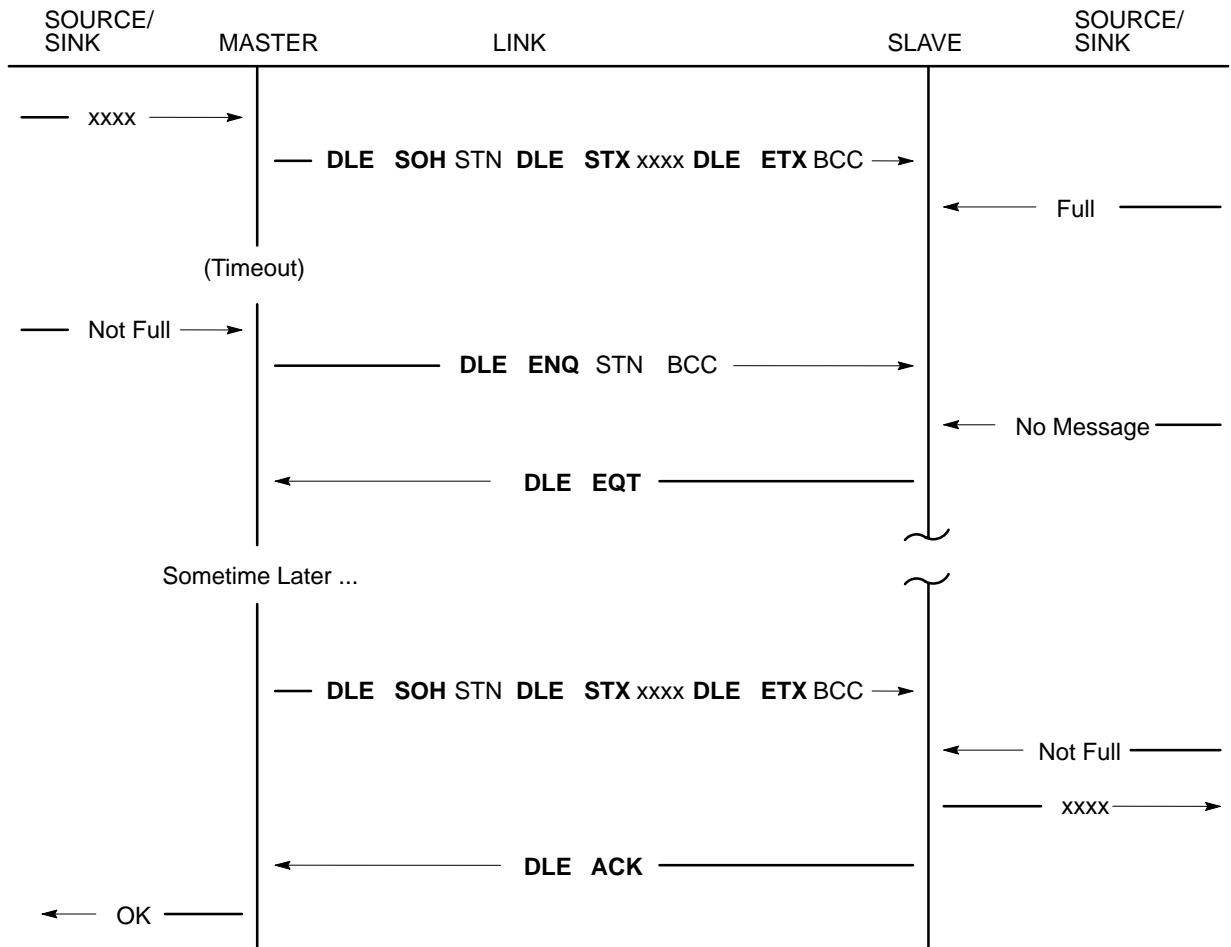 SOURCE/
SINK
MASTER
LINK
SLAVE
SOURCE/
SINK
xxxx
DLE SOH STN DLE STX xxxx DLE ETX BCC
Full
(Timeout)
Not Full
DLE ENQ STN BCC
No Message
DLE EQT
Sometime Later ...
DLE SOH STN DLE STX xxxx DLE ETX BCC
Not Full
xxxx
DLE ACK
OK